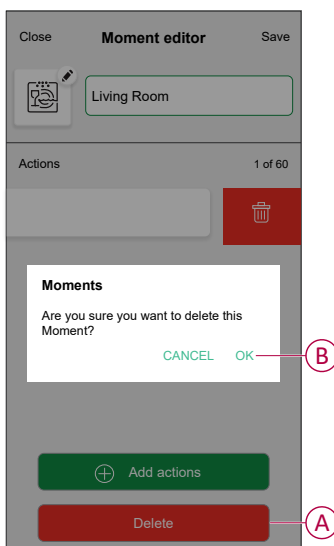 Close Moment editor Save
Living Room
Actions 1 of 60
Moments
Are you sure you want to delete this
Moment?
CANCEL OK
B
Add actions
Delete
A